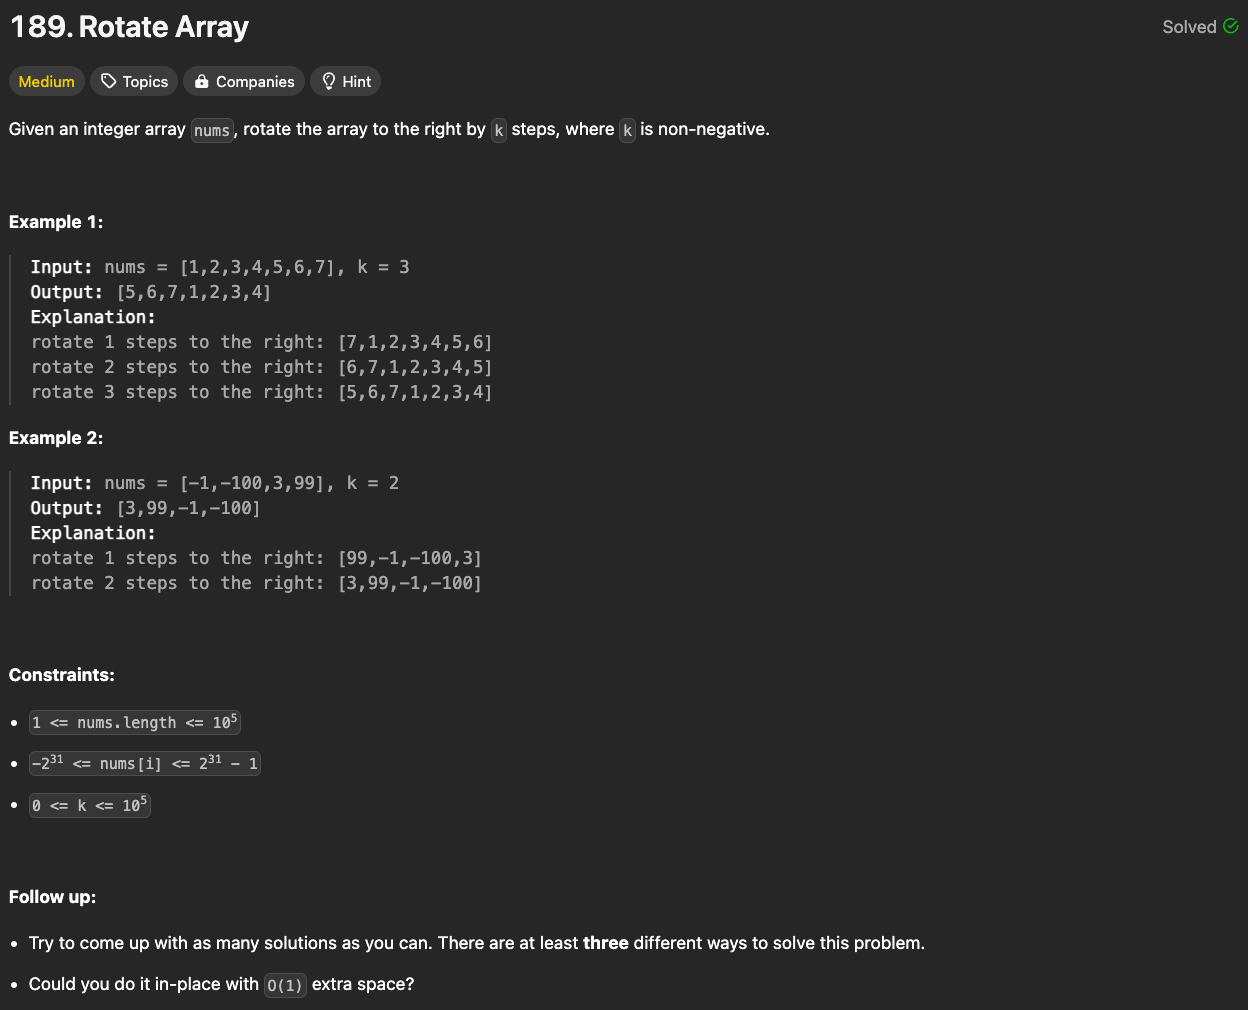 189. Rotate Array
Solved
Medium Topics Companies Hint
Given an integer array nums, rotate the array to the right by k steps, where k is non-negative.
Example 1:
Input: nums = [1,2,3,4,5,6,7], k = 3
Output: [5,6,7,1,2,3,4]
Explanation:
rotate 1 steps to the right: [7,1,2,3,4,5,6]
rotate 2 steps to the right: [6,7,1,2,3,4,5]
rotate 3 steps to the right: [5,6,7,1,2,3,4]
Example 2:
Input: nums = [-1,-100,3,99], k = 2
Output: [3,99,-1,-100]
Explanation:
rotate 1 steps to the right: [99,-1,-100,3]
rotate 2 steps to the right: [3,99,-1,-100]
Constraints:
• 1 <= nums.length <= 10⁵
• -2³¹ <= nums[i] <= 2³¹ - 1
• 0 <= k <= 10⁵
Follow up:
• Try to come up with as many solutions as you can. There are at least three different ways to solve this problem.
• Could you do it in-place with O(1) extra space?